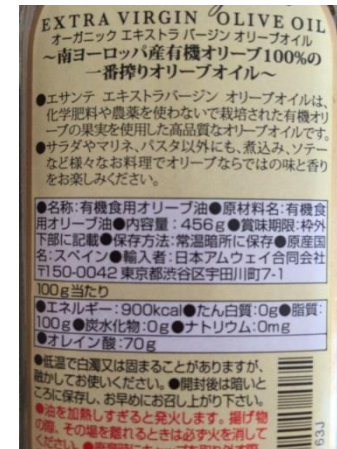 EXTRA VIRGIN OLIVE OIL
オーガニック エキストラ バージン オリーブオイル
～南ヨーロッパ産有機オリーブ100%の
一番搾りオリーブオイル～
●エサンテ エキストラバージン オリーブオイルは、
化学肥料や農薬を使わないで栽培された有機オリ
ーブの果実を使用した高品質なオリーブオイルです。
●サラダやマリネ、パスタ以外にも、煮込み、ソテー
など様々なお料理でオリーブならではの味と香り
をお楽しみください。
●名称:有機食用オリーブ油●原材料名:有機食
用オリーブ油●内容量:456g●賞味期限:枠外
下部に記載●保存方法:常温暗所に保存●原産国
名:スペイン●輸入者:日本アムウェイ合同会社
〒150-0042 東京都渋谷区宇田川町7-1
100g当たり
●エネルギー:900kcal●たん白質:0g●脂質:
100g●炭水化物:0g●ナトリウム:0mg
●オレイン酸:70g
●低温で白濁又は固まることがありますが、
融かしてお使いください。●開封後は暗いと
ころに保存し、お早めにお召し上がり下さい。
●油を加熱しすぎると発火します。揚げ物
の際、その場を離れるときは必ず火を消して
63J